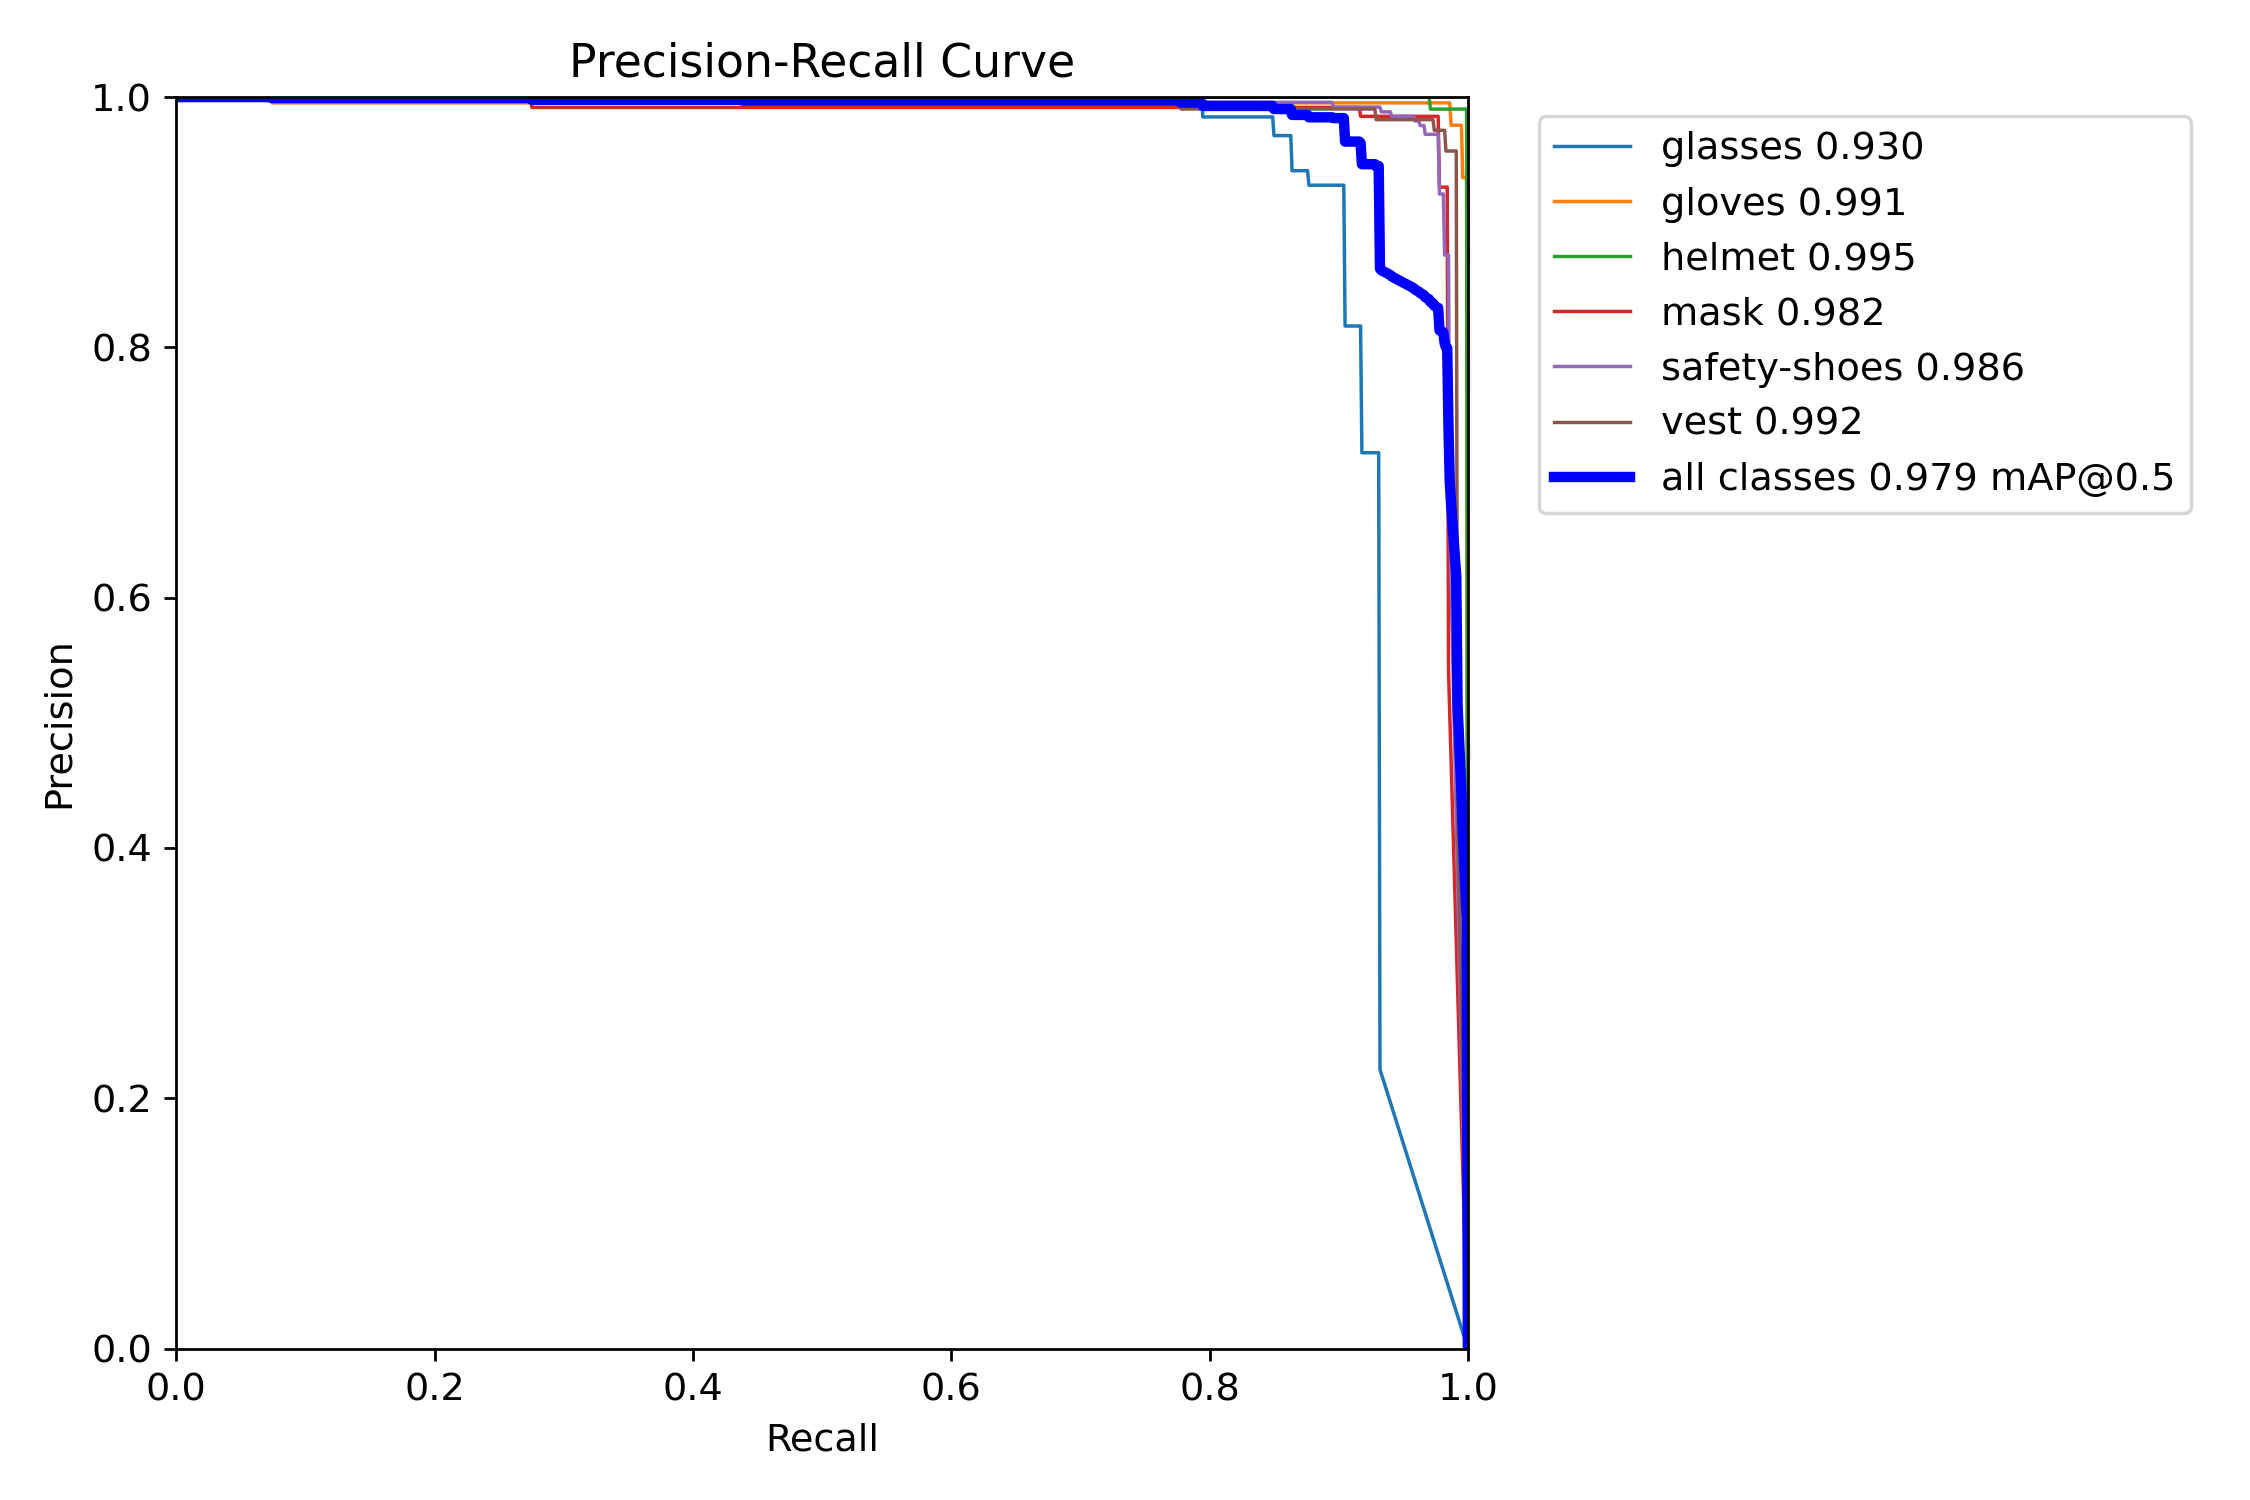 Precision-Recall Curve
1.0
0.8
0.6
0.4
0.2
0.0
Precision
0.0 0.2 0.4 0.6 0.8 1.0
Recall
glasses 0.930
gloves 0.991
helmet 0.995
mask 0.982
safety-shoes 0.986
vest 0.992
all classes 0.979 mAP@0.5